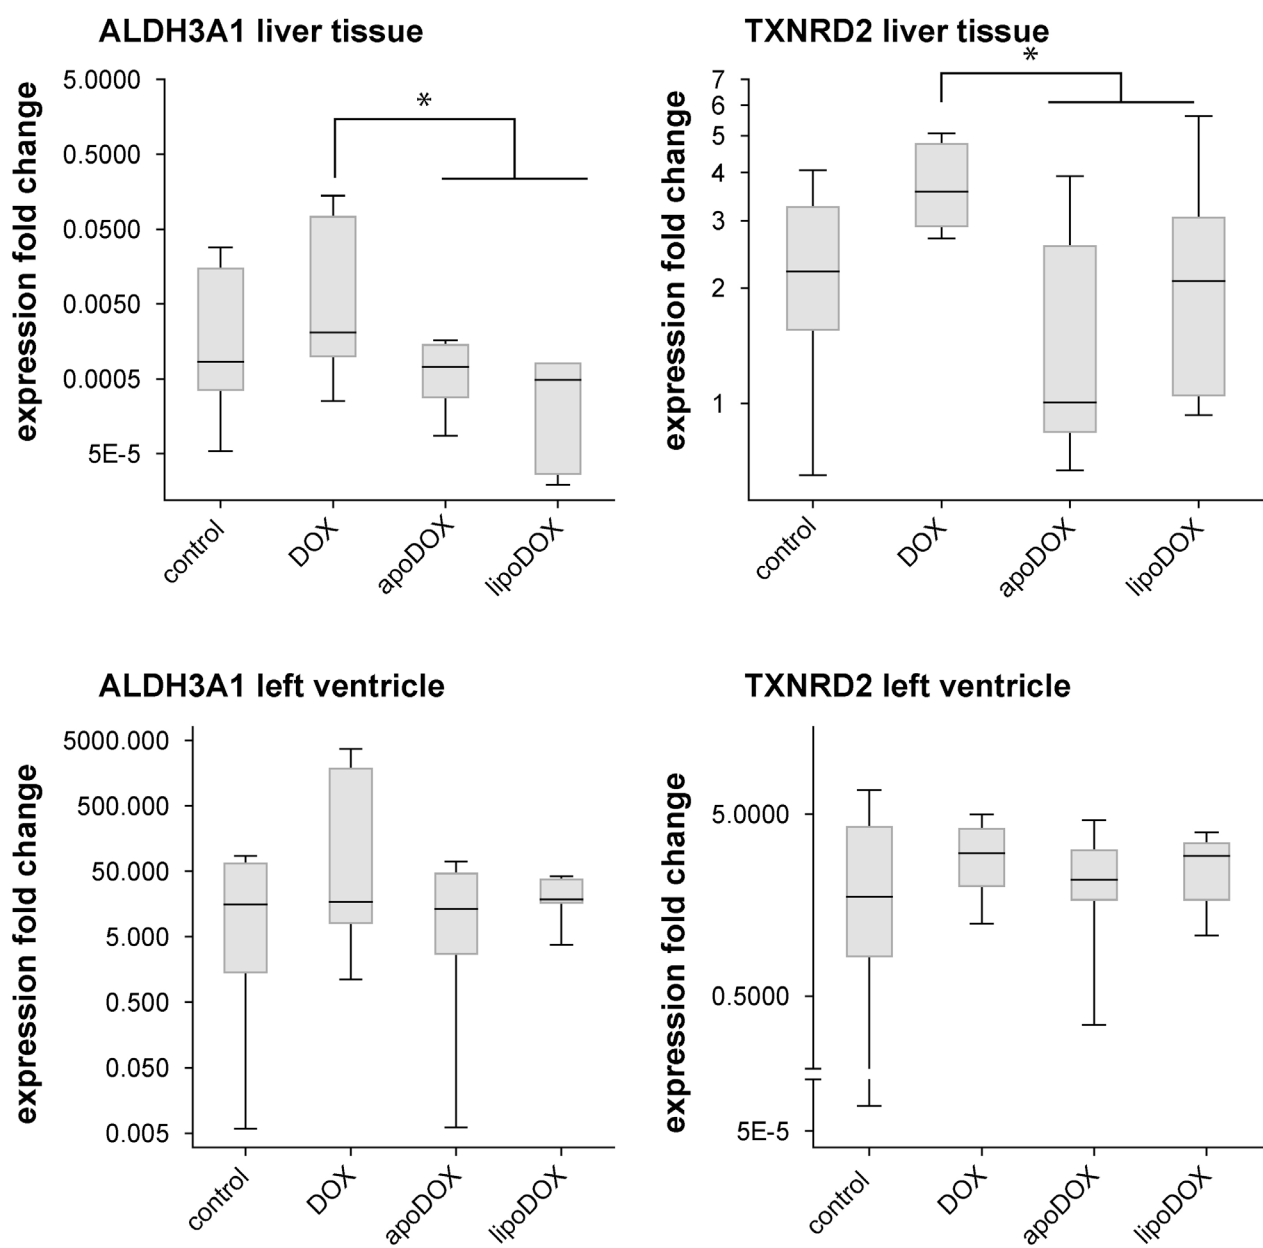 ALDH3A1 liver tissue
expression fold change
5.0000
0.5000
0.0500
0.0050
0.0005
5E-5
*
control
DOX
apoDOX
lipoDOX
TXNRD2 liver tissue
expression fold change
7
6
5
4
3
2
1
*
control
DOX
apoDOX
lipoDOX
ALDH3A1 left ventricle
expression fold change
5000.000
500.000
50.000
5.000
0.500
0.050
0.005
control
DOX
apoDOX
lipoDOX
TXNRD2 left ventricle
expression fold change
5.0000
0.5000
5E-5
control
DOX
apoDOX
lipoDOX